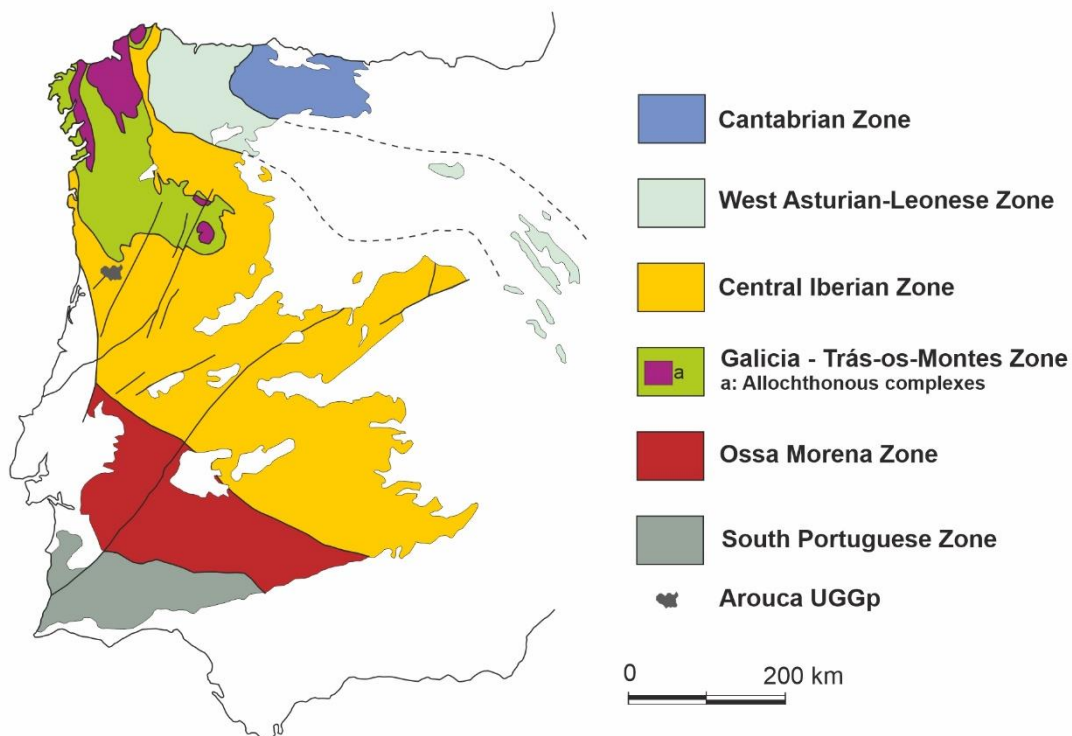 Cantabrian Zone
West Asturian-Leonese Zone
Central Iberian Zone
a
Galicia - Trás-os-Montes Zone
a: Allochthonous complexes
Ossa Morena Zone
South Portuguese Zone
Arouca UGGp
0 200 km